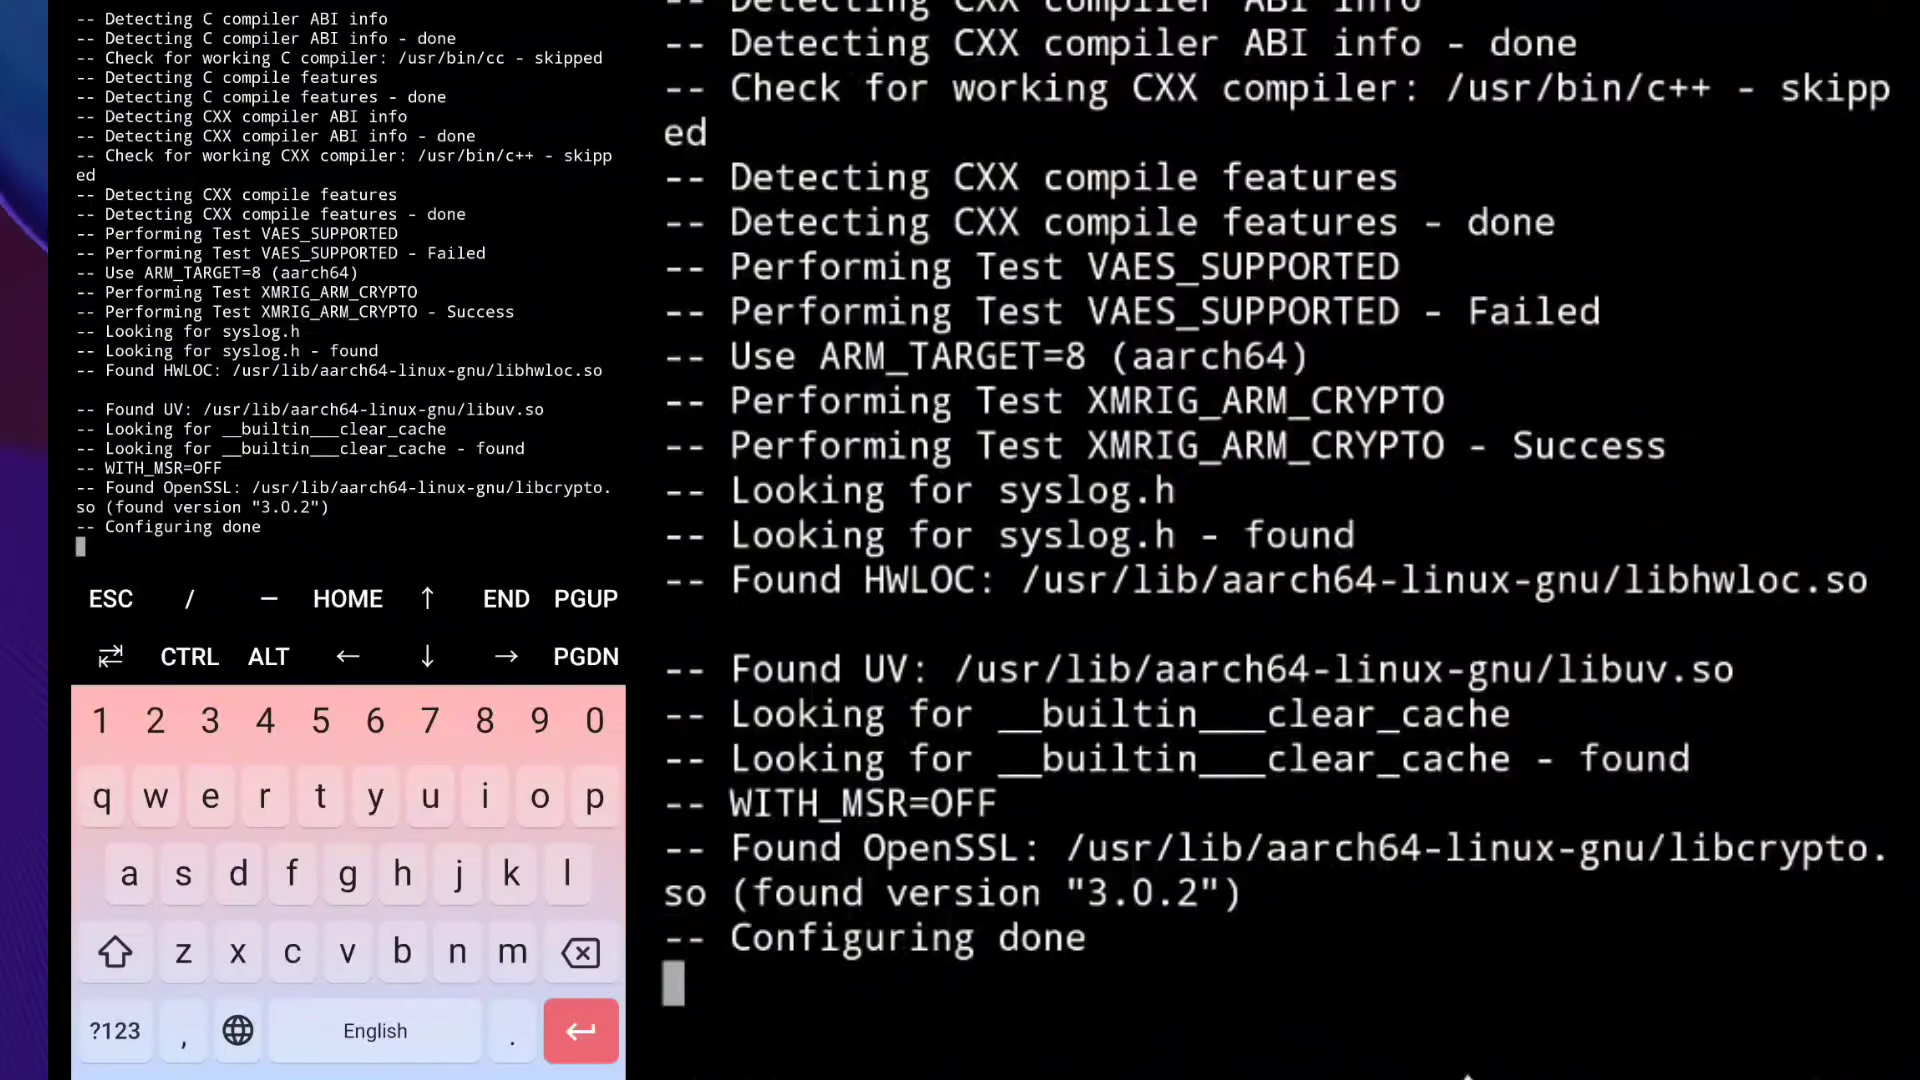 -- Detecting C compiler ABI info
-- Detecting C compiler ABI info - done
-- Check for working C compiler: /usr/bin/cc - skipped
-- Detecting C compile features
-- Detecting C compile features - done
-- Detecting CXX compiler ABI info
-- Detecting CXX compiler ABI info - done
-- Check for working CXX compiler: /usr/bin/c++ - skipp
ed
-- Detecting CXX compile features
-- Detecting CXX compile features - done
-- Performing Test VAES_SUPPORTED
-- Performing Test VAES_SUPPORTED - Failed
-- Use ARM_TARGET=8 (aarch64)
-- Performing Test XMRIG_ARM_CRYPTO
-- Performing Test XMRIG_ARM_CRYPTO - Success
-- Looking for syslog.h
-- Looking for syslog.h - found
-- Found HWLOC: /usr/lib/aarch64-linux-gnu/libhwloc.so
-- Found UV: /usr/lib/aarch64-linux-gnu/libuv.so
-- Looking for __builtin___clear_cache
-- Looking for __builtin___clear_cache - found
-- WITH_MSR=OFF
-- Found OpenSSL: /usr/lib/aarch64-linux-gnu/libcrypto.
so (found version "3.0.2")
-- Configuring done
ESC / — HOME ↑ END PGUP
⇄ CTRL ALT ← ↓ → PGDN
1 2 3 4 5 6 7 8 9 0
q w e r t y u i o p
a s d f g h j k l
z x c v b n m
?123 , English .
-- Detecting CXX compiler ABI info
-- Detecting CXX compiler ABI info - done
-- Check for working CXX compiler: /usr/bin/c++ - skipp
ed
-- Detecting CXX compile features
-- Detecting CXX compile features - done
-- Performing Test VAES_SUPPORTED
-- Performing Test VAES_SUPPORTED - Failed
-- Use ARM_TARGET=8 (aarch64)
-- Performing Test XMRIG_ARM_CRYPTO
-- Performing Test XMRIG_ARM_CRYPTO - Success
-- Looking for syslog.h
-- Looking for syslog.h - found
-- Found HWLOC: /usr/lib/aarch64-linux-gnu/libhwloc.so
-- Found UV: /usr/lib/aarch64-linux-gnu/libuv.so
-- Looking for __builtin___clear_cache
-- Looking for __builtin___clear_cache - found
-- WITH_MSR=OFF
-- Found OpenSSL: /usr/lib/aarch64-linux-gnu/libcrypto.
so (found version "3.0.2")
-- Configuring done